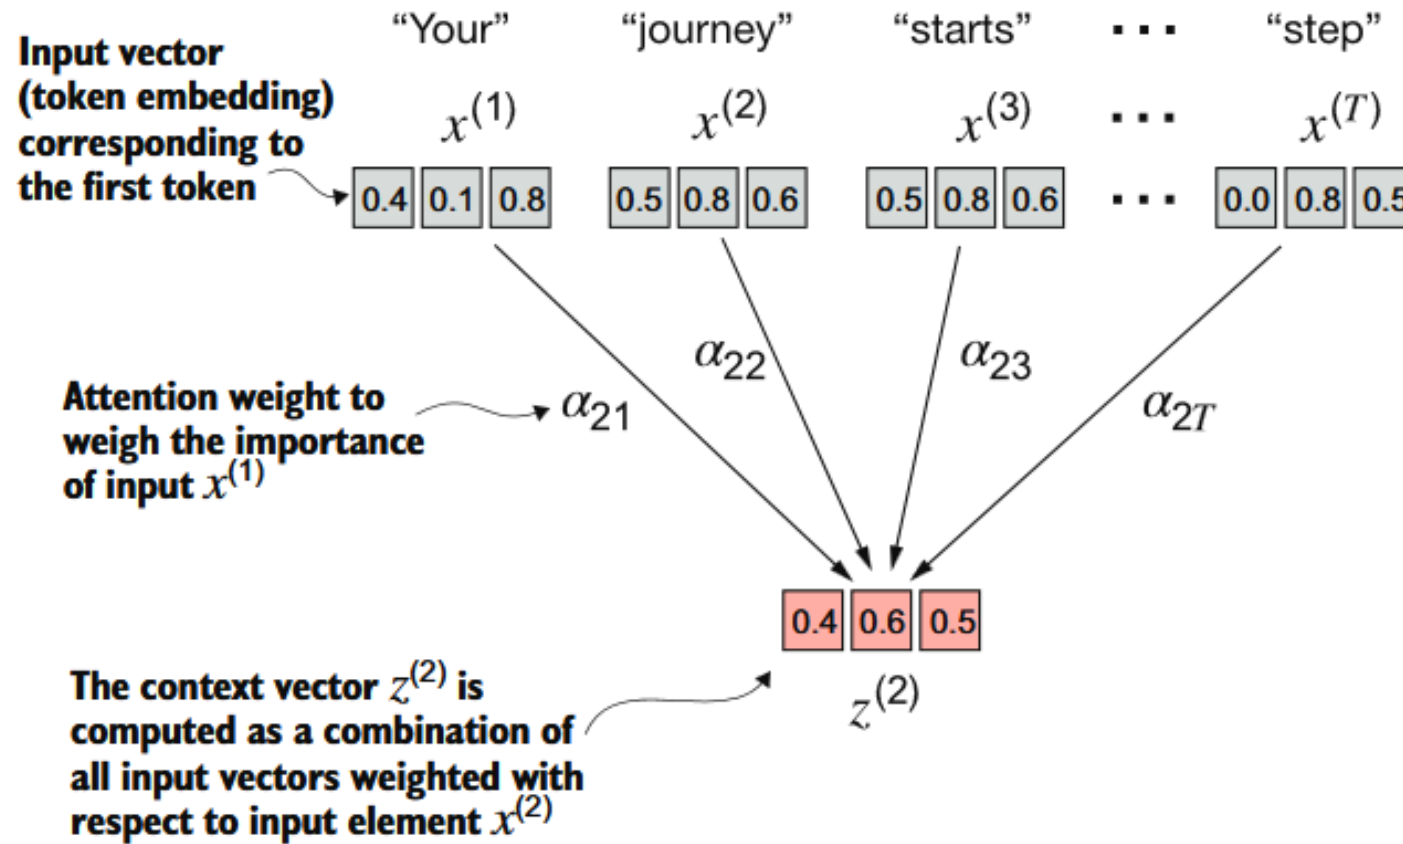 “Your” “journey” “starts” ··· “step”
Input vector
(token embedding)
corresponding to
the first token
x(1) x(2) x(3) ··· x(T)
0.4 0.1 0.8 0.5 0.8 0.6 0.5 0.8 0.6 ··· 0.0 0.8 0.5
α22 α23
Attention weight to
weigh the importance
of input x(1)
α21 α2T
0.4 0.6 0.5
z(2)
The context vector z(2) is
computed as a combination of
all input vectors weighted with
respect to input element x(2)